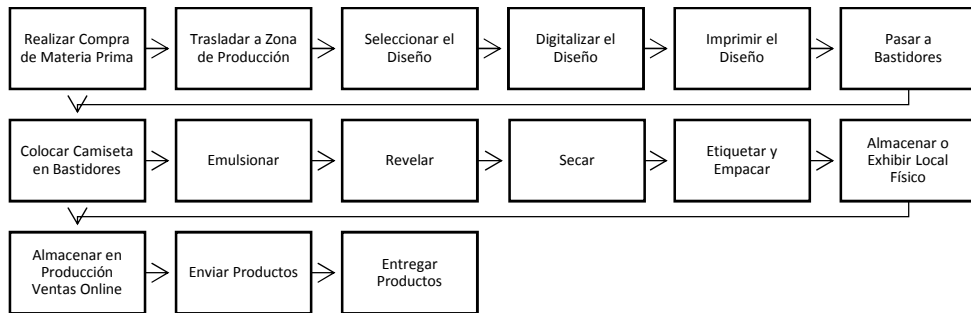 Realizar Compra
de Materia Prima
Trasladar a Zona
de Producción
Seleccionar el
Diseño
Digitalizar el
Diseño
Imprimir el
Diseño
Pasar a
Bastidores
Colocar Camiseta
en Bastidores
Emulsionar
Revelar
Secar
Etiquetar y
Empacar
Almacenar o
Exhibir Local
Físico
Almacenar en
Producción
Ventas Online
Enviar Productos
Entregar
Productos